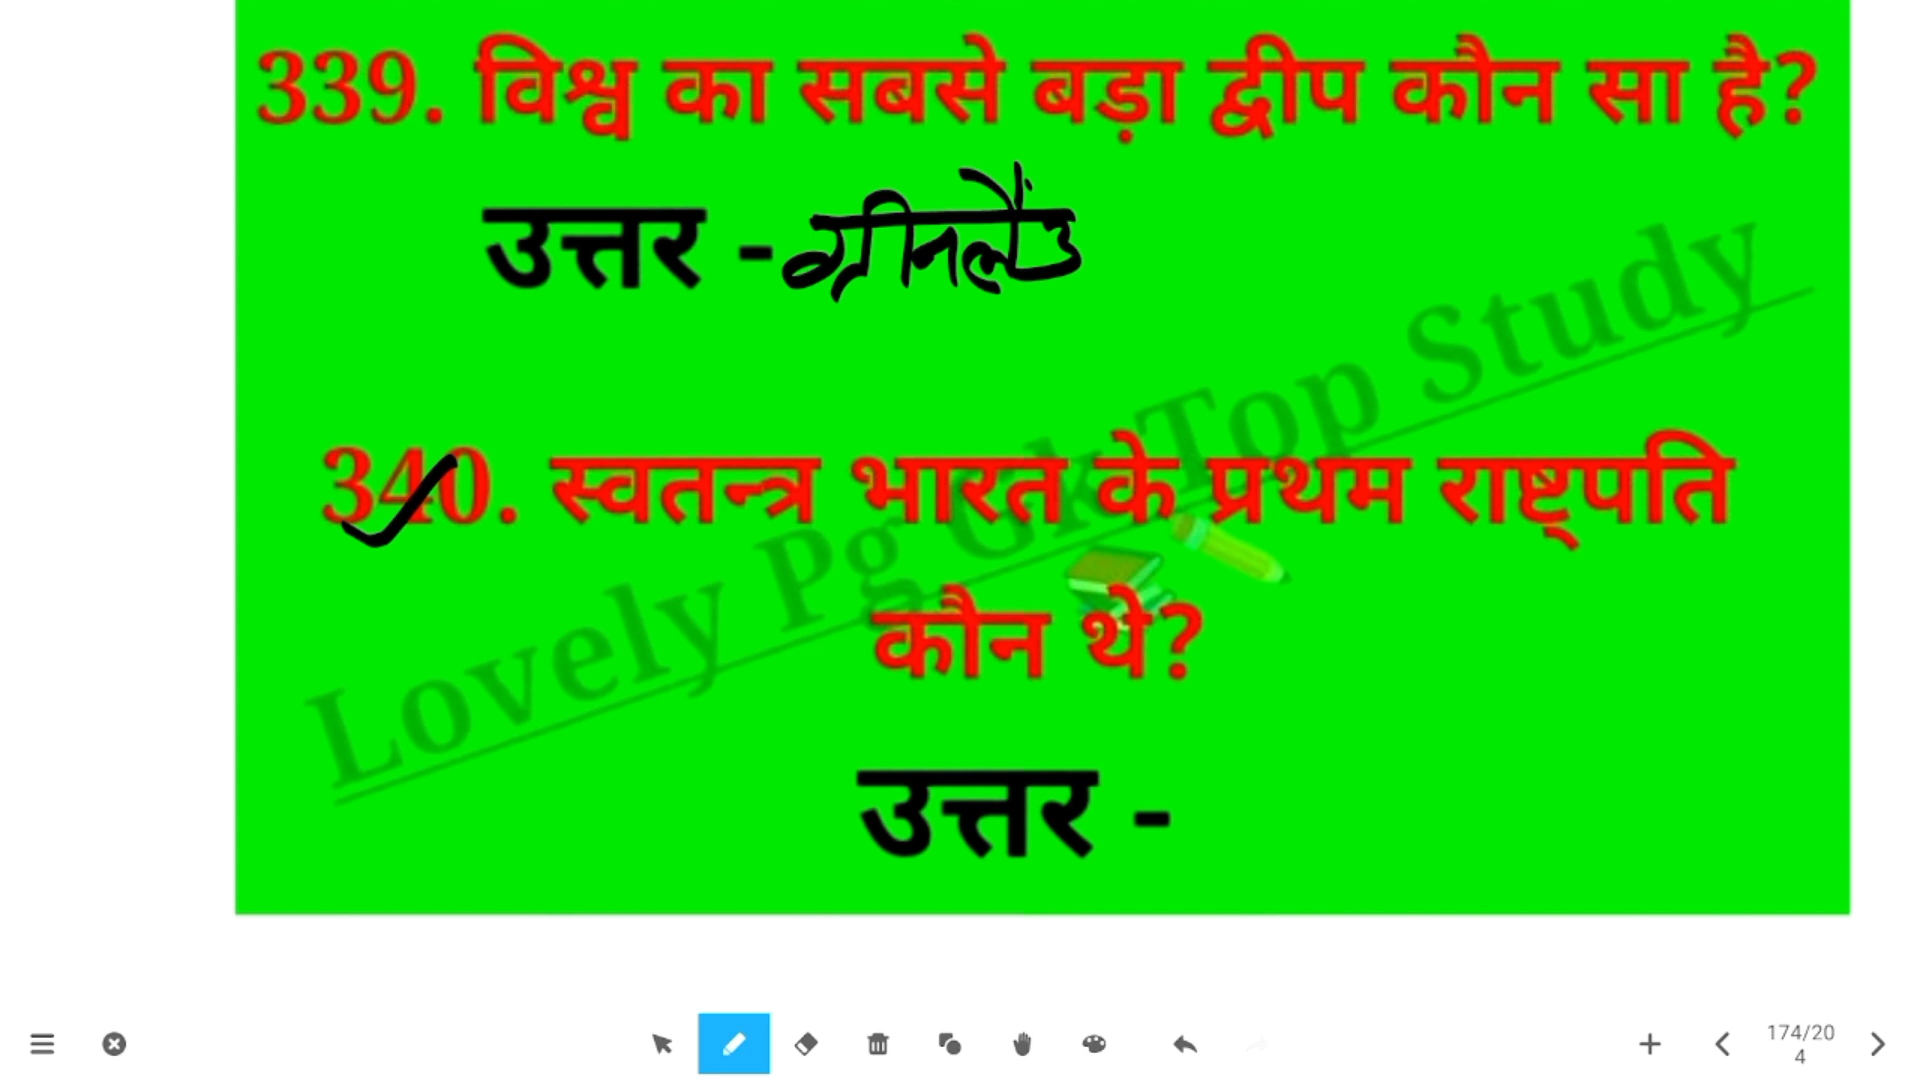 339. विश्व का सबसे बड़ा द्वीप कौन सा है?
उत्तर - ग्रीनलैंड
340. स्वतन्त्र भारत के प्रथम राष्ट्रपति
कौन थे?
उत्तर -
Lovely Pg Gk Top Study
174/20
4